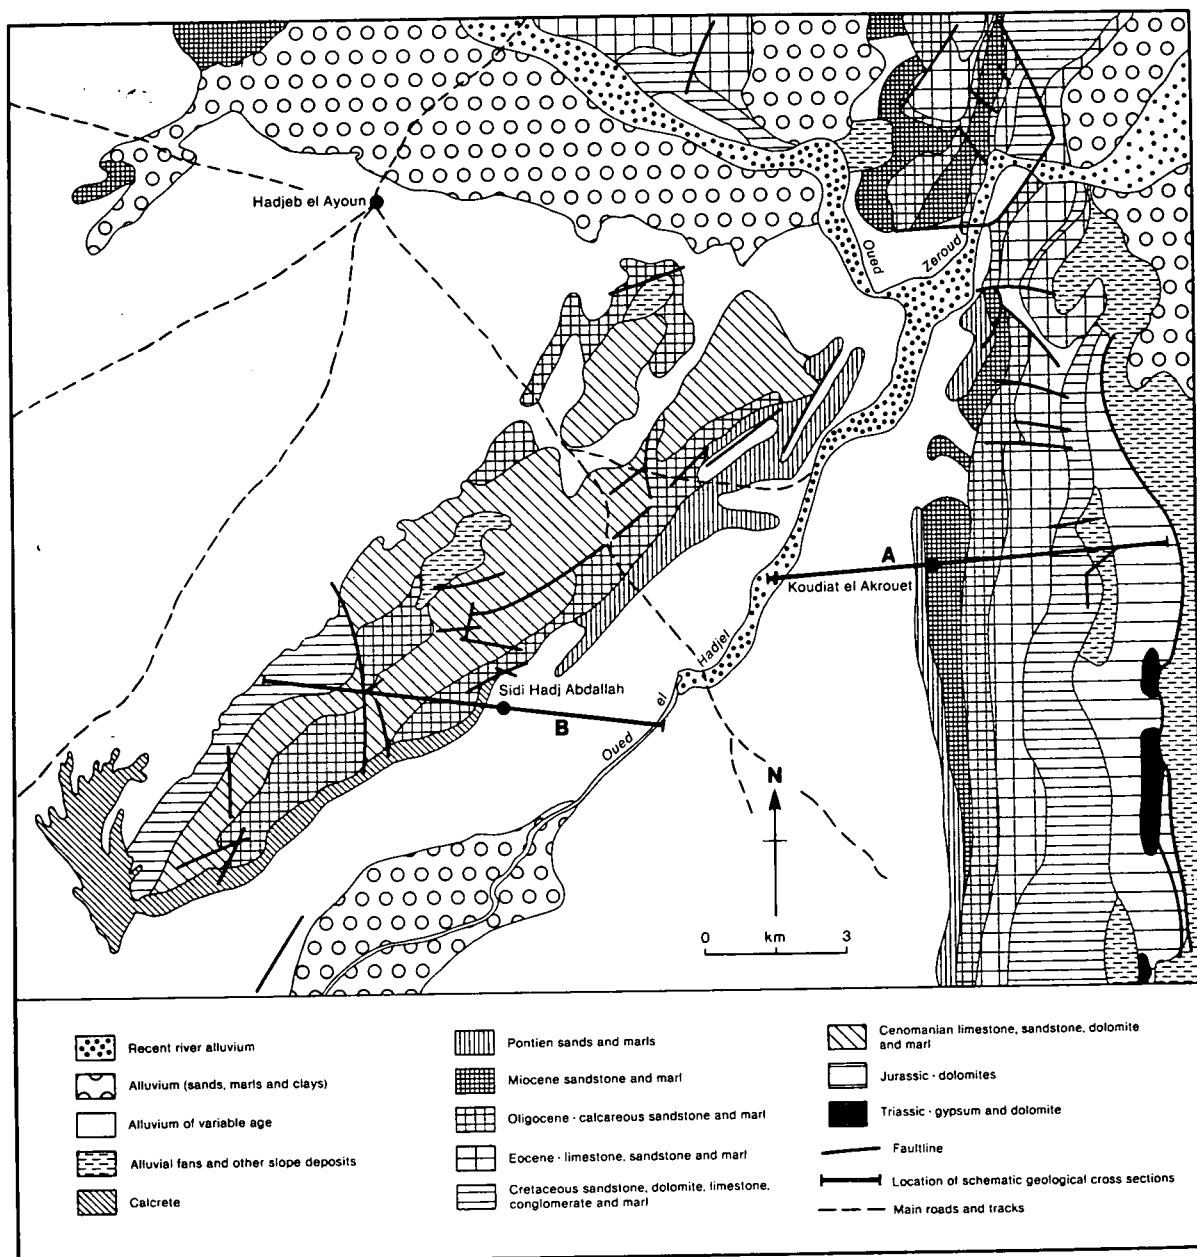 Hadjeb el Ayoun
Oued
Zeroud
A
Koudiat el Akrouet
Hadjel
Sidi Hadj Abdallah
el
B
Oued
N
0 km 3
Recent river alluvium
Alluvium (sands, marls and clays)
Alluvium of variable age
Alluvial fans and other slope deposits
Calcrete
Pontien sands and marls
Miocene sandstone and marl
Oligocene - calcareous sandstone and marl
Eocene - limestone, sandstone and marl
Cretaceous sandstone, dolomite, limestone,
conglomerate and marl
Cenomanian limestone, sandstone, dolomite
and marl
Jurassic - dolomites
Triassic - gypsum and dolomite
Faultline
Location of schematic geological cross sections
Main roads and tracks